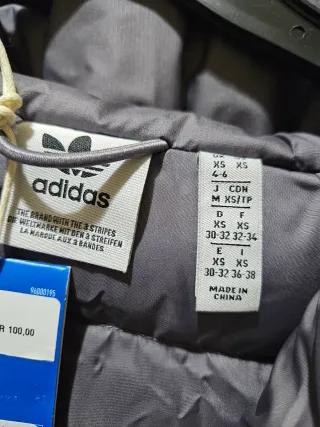 adidas
THE BRAND WITH THE 3 STRIPES
DIE WELTMARKE MIT DEN 3 STREIFEN
LA MARQUE AUX 3 BANDES
XS XS
4-6
J CDN
M XS/TP
D F
XS XS
30-32 32-34
E I
XS XS
30-32 36-38
MADE IN
CHINA
96000195
R 100,00